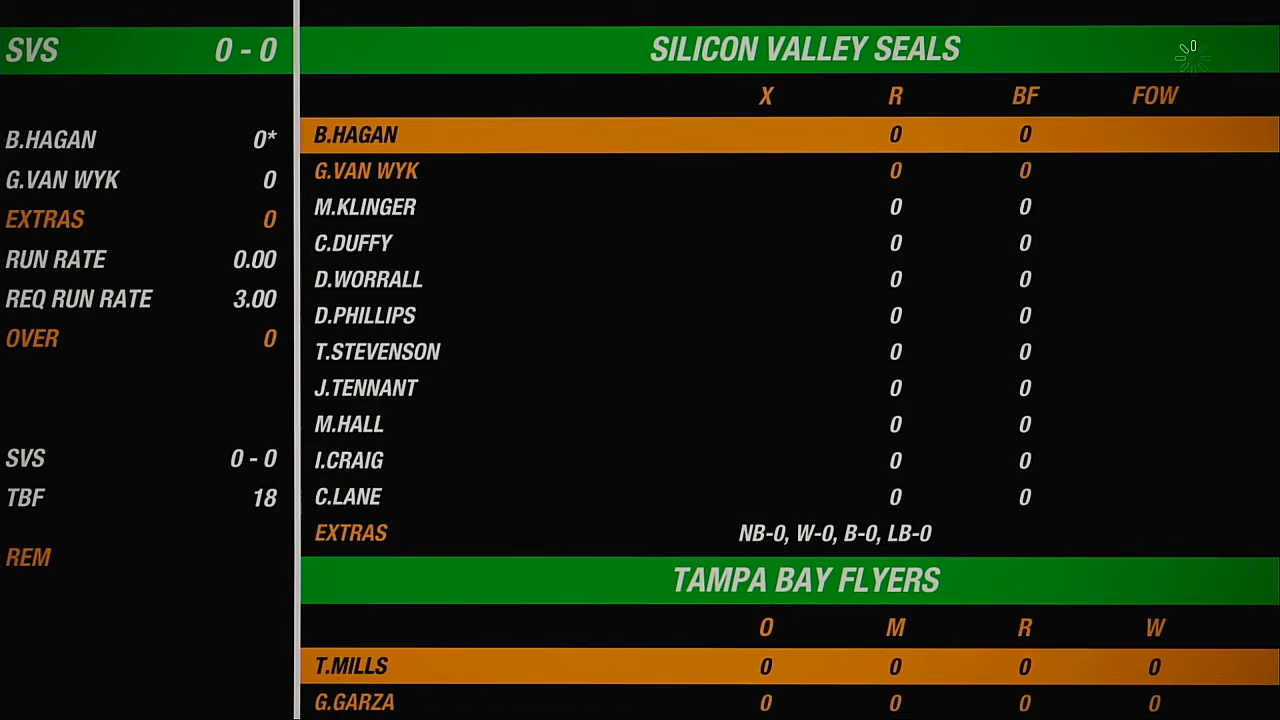 SVS 0 - 0
B.HAGAN 0*
G.VAN WYK 0
EXTRAS 0
RUN RATE 0.00
REQ RUN RATE 3.00
OVER 0
SVS 0 - 0
TBF 18
REM
SILICON VALLEY SEALS
X R BF FOW
B.HAGAN 0 0
G.VAN WYK 0 0
M.KLINGER 0 0
C.DUFFY 0 0
D.WORRALL 0 0
D.PHILLIPS 0 0
T.STEVENSON 0 0
J.TENNANT 0 0
M.HALL 0 0
I.CRAIG 0 0
C.LANE 0 0
EXTRAS NB-0, W-0, B-0, LB-0
TAMPA BAY FLYERS
O M R W
T.MILLS 0 0 0 0
G.GARZA 0 0 0 0